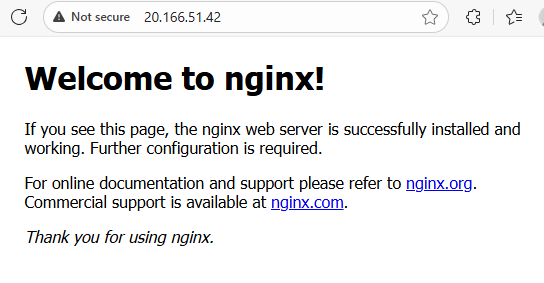 Not secure 20.166.51.42
Welcome to nginx!
If you see this page, the nginx web server is successfully installed and
working. Further configuration is required.
For online documentation and support please refer to nginx.org.
Commercial support is available at nginx.com.
Thank you for using nginx.